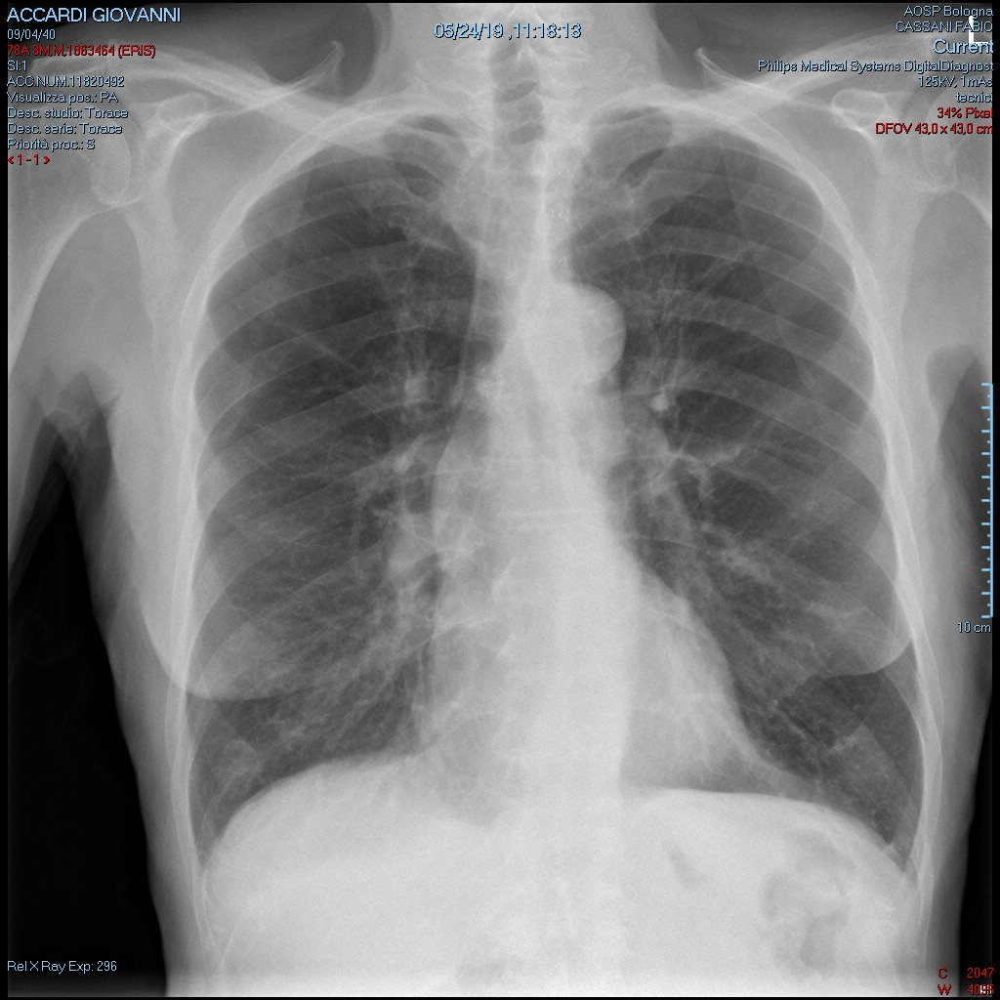 ACCARDI GIOVANNI
09/04/40
78A 8M,M,1863464 (ERIS)
SI:1
ACC.NUM.11820492
Visualizza pos.: PA
Desc. studio: Torace
Desc. serie: Torace
Priorità proc.: S
<1-1>
05/24/19 ,11:18:13
AOSP Bologna
CASSANI FABIO
L
Current
Philips Medical Systems DigitalDiagnost
125kV, 1mAs
tecnici
34% Pixel
DFOV 43,0 x 43,0 cm
10 cm
Rel X Ray Exp: 296
C 2047
W 4095